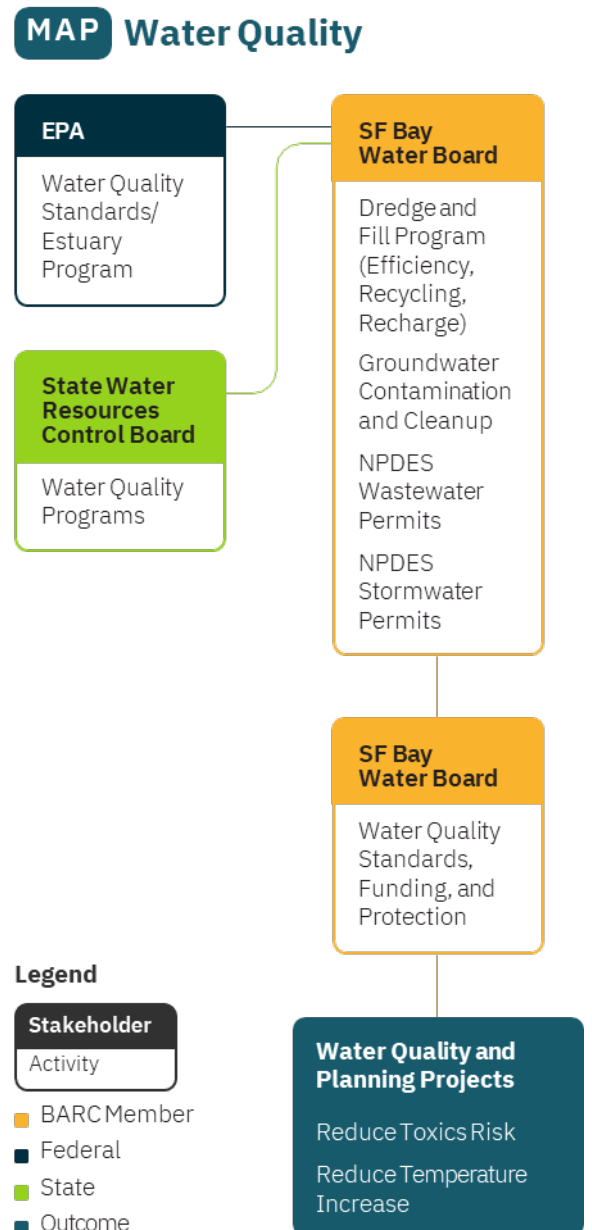 MAP Water Quality
EPA
Water Quality
Standards/
Estuary
Program
State Water
Resources
Control Board
Water Quality
Programs
SF Bay
Water Board
Dredge and
Fill Program
(Efficiency,
Recycling,
Recharge)
Groundwater
Contamination
and Cleanup
NPDES
Wastewater
Permits
NPDES
Stormwater
Permits
SF Bay
Water Board
Water Quality
Standards,
Funding, and
Protection
Water Quality and
Planning Projects
Reduce Toxics Risk
Reduce Temperature
Increase
Legend
Stakeholder
Activity
BARC Member
Federal
State
Outcome